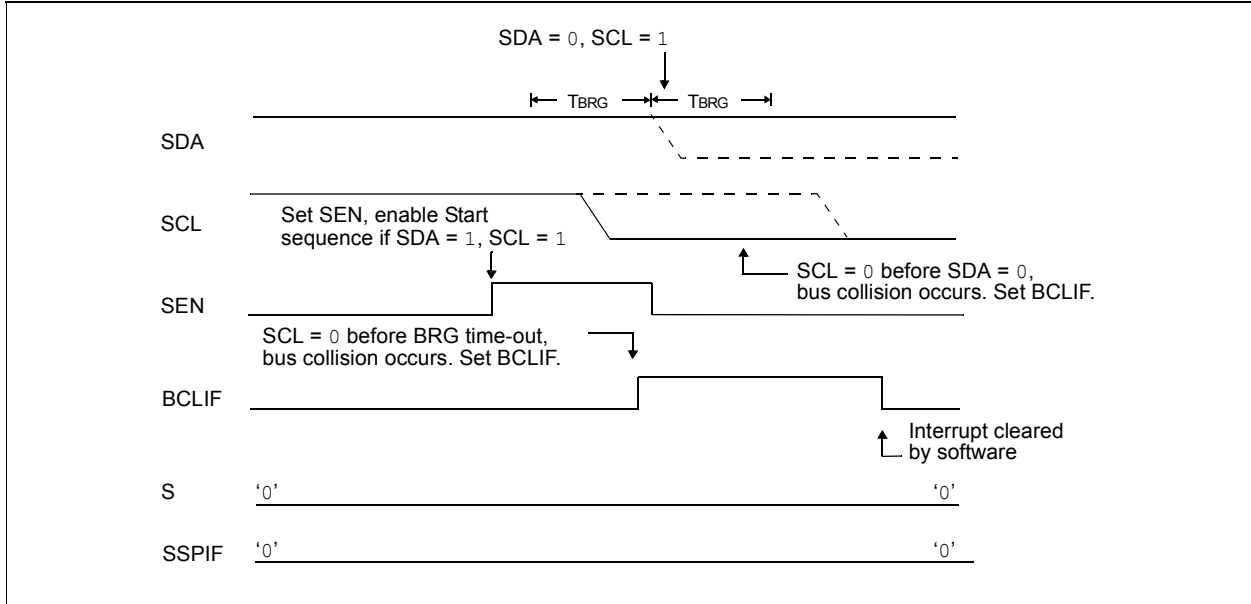 SDA = 0, SCL = 1
TBRG TBRG
SDA
SCL
Set SEN, enable Start
sequence if SDA = 1, SCL = 1
SCL = 0 before SDA = 0,
bus collision occurs. Set BCLIF.
SEN
SCL = 0 before BRG time-out,
bus collision occurs. Set BCLIF.
BCLIF
Interrupt cleared
by software
S ‘0’ ‘0’
SSPIF ‘0’ ‘0’